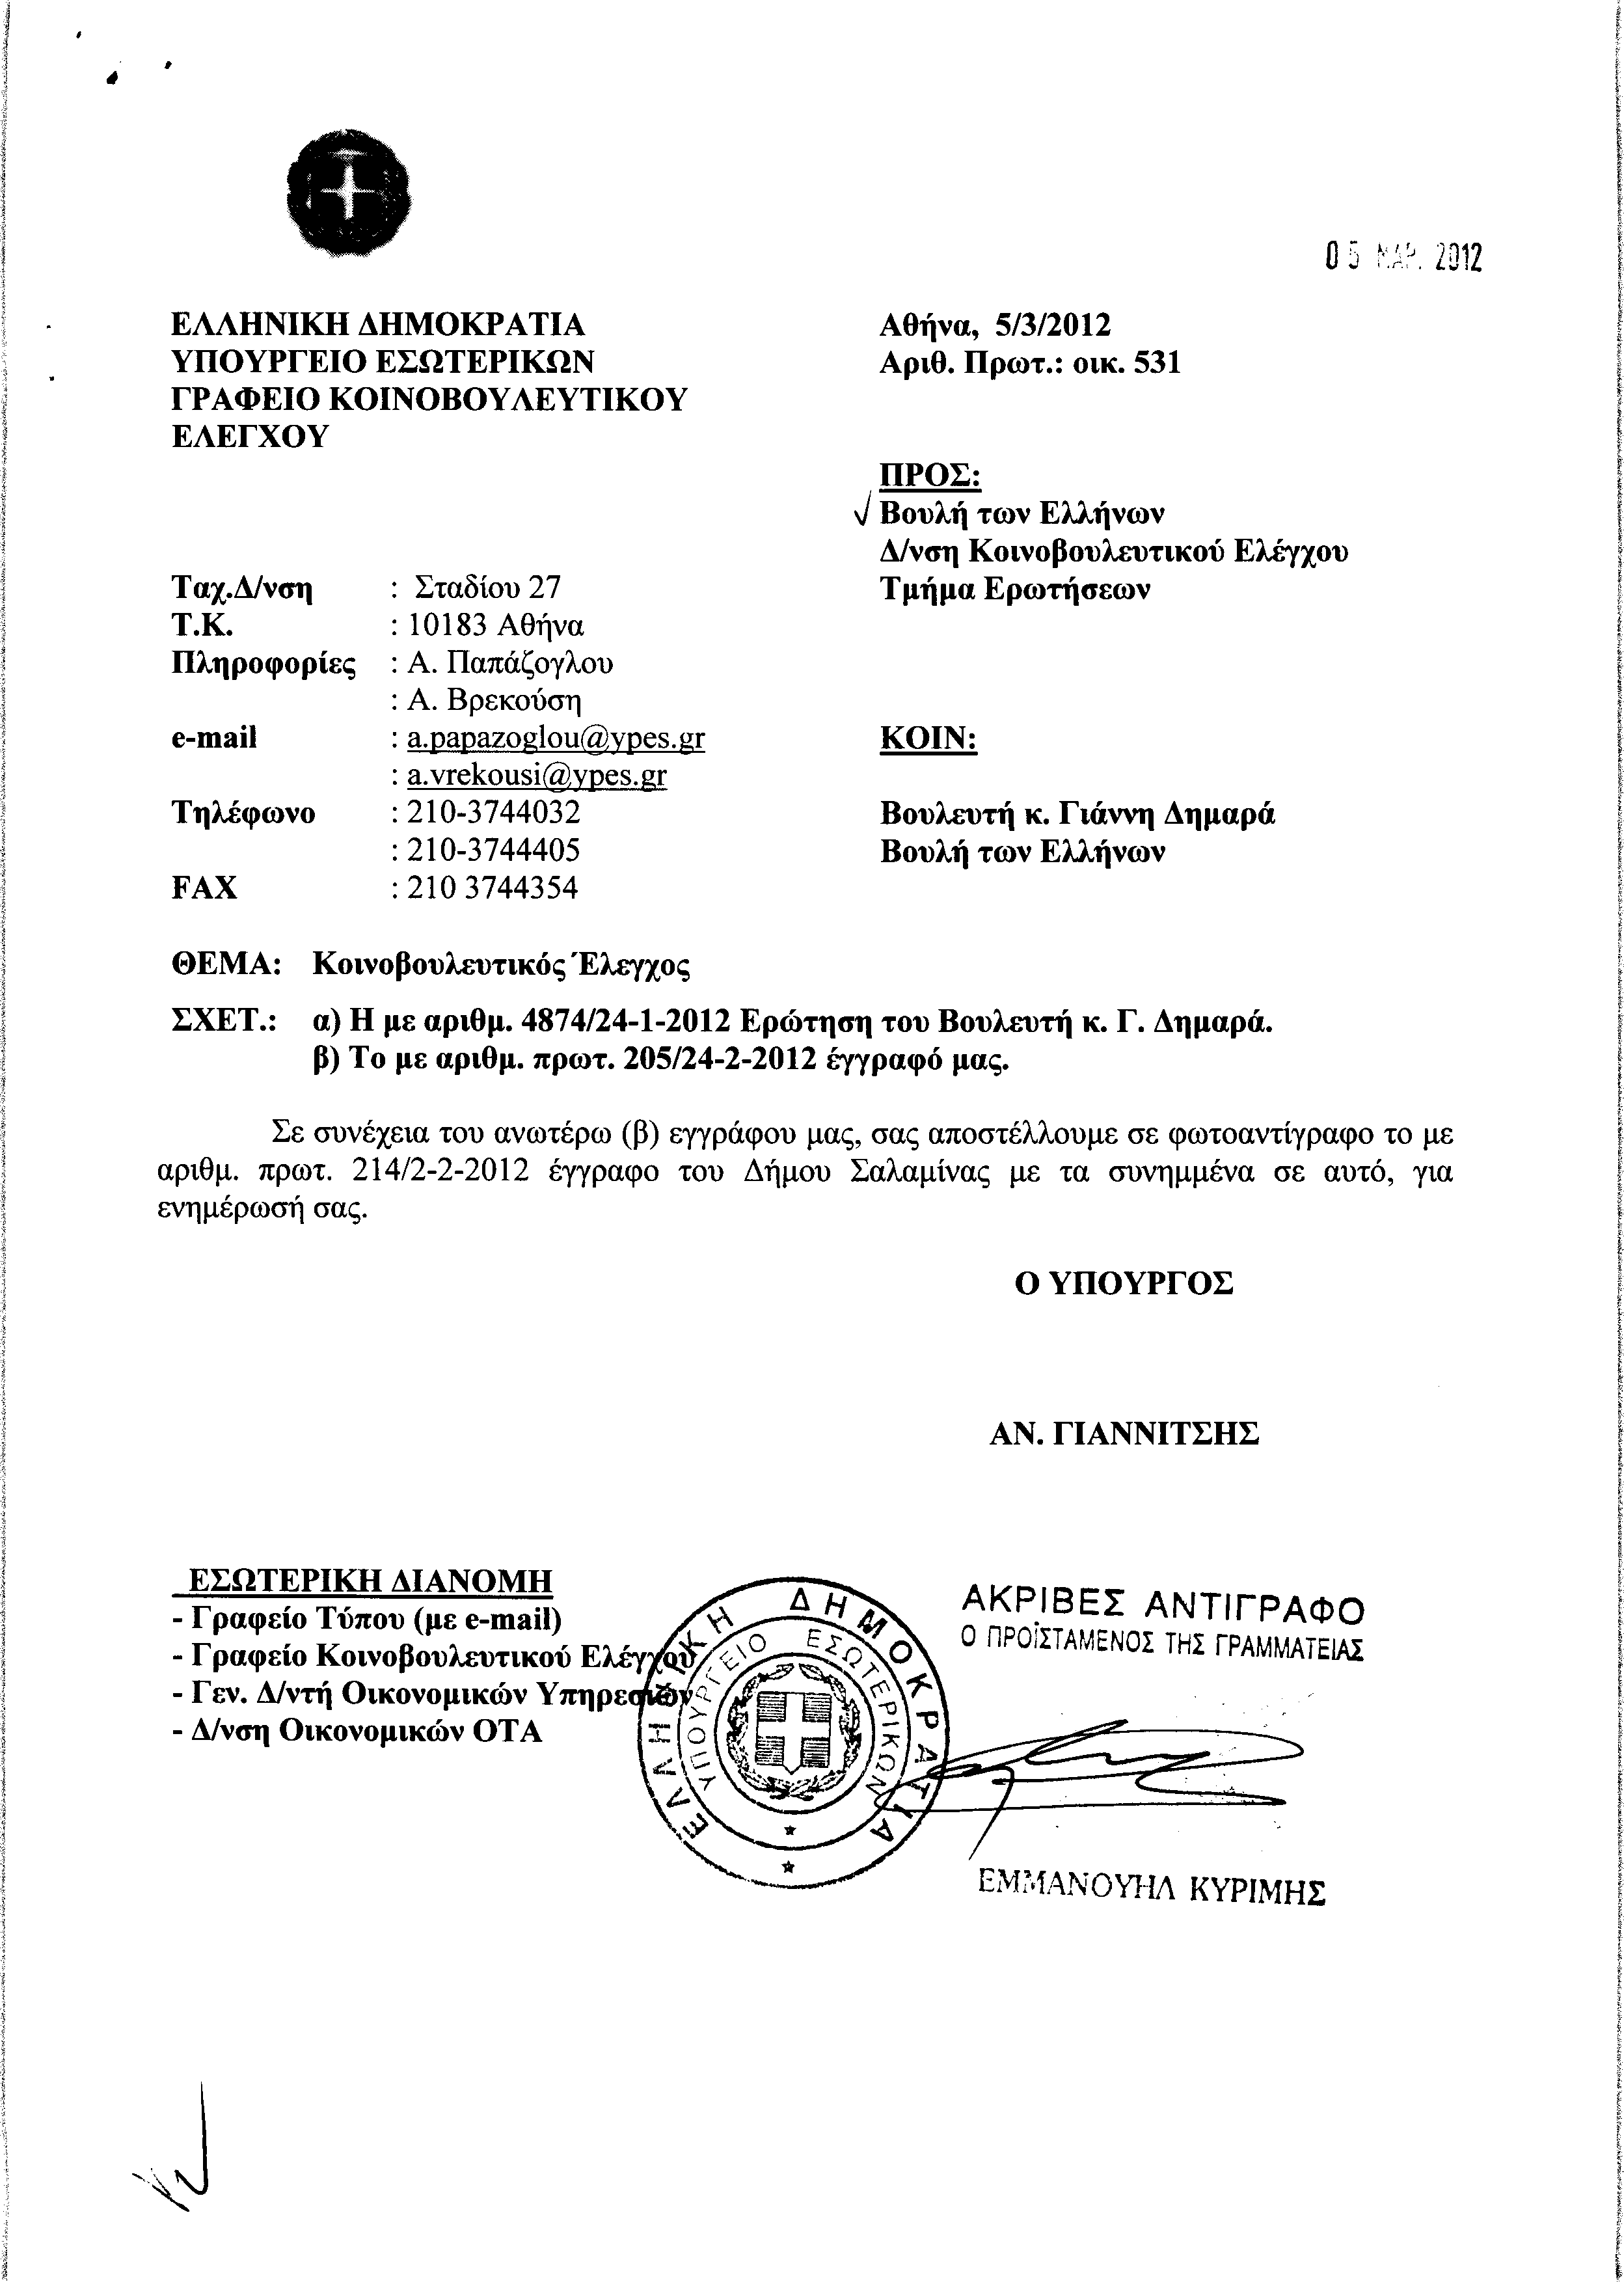 05 ΜΑΡ. 2012
ΕΛΛΗΝΙΚΗ ΔΗΜΟΚΡΑΤΙΑ
ΥΠΟΥΡΓΕΙΟ ΕΣΩΤΕΡΙΚΩΝ
ΓΡΑΦΕΙΟ ΚΟΙΝΟΒΟΥΛΕΥΤΙΚΟΥ
ΕΛΕΓΧΟΥ
Αθήνα, 5/3/2012
Αριθ. Πρωτ.: οικ. 531
ΠΡΟΣ:
√ Βουλή των Ελλήνων
Δ/νση Κοινοβουλευτικού Ελέγχου
Τμήμα Ερωτήσεων
Ταχ.Δ/νση : Σταδίου 27
Τ.Κ. : 10183 Αθήνα
Πληροφορίες : Α. Παπάζογλου
: Α. Βρεκούση
e-mail : a.papazoglou@ypes.gr
: a.vrekousi@ypes.gr
Τηλέφωνο : 210-3744032
: 210-3744405
FAX : 210 3744354
ΚΟΙΝ:
Βουλευτή κ. Γιάννη Δημαρά
Βουλή των Ελλήνων
ΘΕΜΑ: Κοινοβουλευτικός Έλεγχος
ΣΧΕΤ.: α) Η με αριθμ. 4874/24-1-2012 Ερώτηση του Βουλευτή κ. Γ. Δημαρά.
β) Το με αριθμ. πρωτ. 205/24-2-2012 έγγραφό μας.
Σε συνέχεια του ανωτέρω (β) εγγράφου μας, σας αποστέλλουμε σε φωτοαντίγραφο το με
αριθμ. πρωτ. 214/2-2-2012 έγγραφο του Δήμου Σαλαμίνας με τα συνημμένα σε αυτό, για
ενημέρωσή σας.
Ο ΥΠΟΥΡΓΟΣ
ΑΝ. ΓΙΑΝΝΙΤΣΗΣ
ΕΣΩΤΕΡΙΚΗ ΔΙΑΝΟΜΗ
- Γραφείο Τύπου (με e-mail)
- Γραφείο Κοινοβουλευτικού Ελέγχου
- Γεν. Δ/ντή Οικονομικών Υπηρεσιών
- Δ/νση Οικονομικών ΟΤΑ
ΕΛΛΗΝΙΚΗ ΔΗΜΟΚΡΑΤΙΑ
ΥΠΟΥΡΓΕΙΟ ΕΣΩΤΕΡΙΚΩΝ
ΑΚΡΙΒΕΣ ΑΝΤΙΓΡΑΦΟ
Ο ΠΡΟΪΣΤΑΜΕΝΟΣ ΤΗΣ ΓΡΑΜΜΑΤΕΙΑΣ
ΕΜΜΑΝΟΥΗΛ ΚΥΡΙΜΗΣ